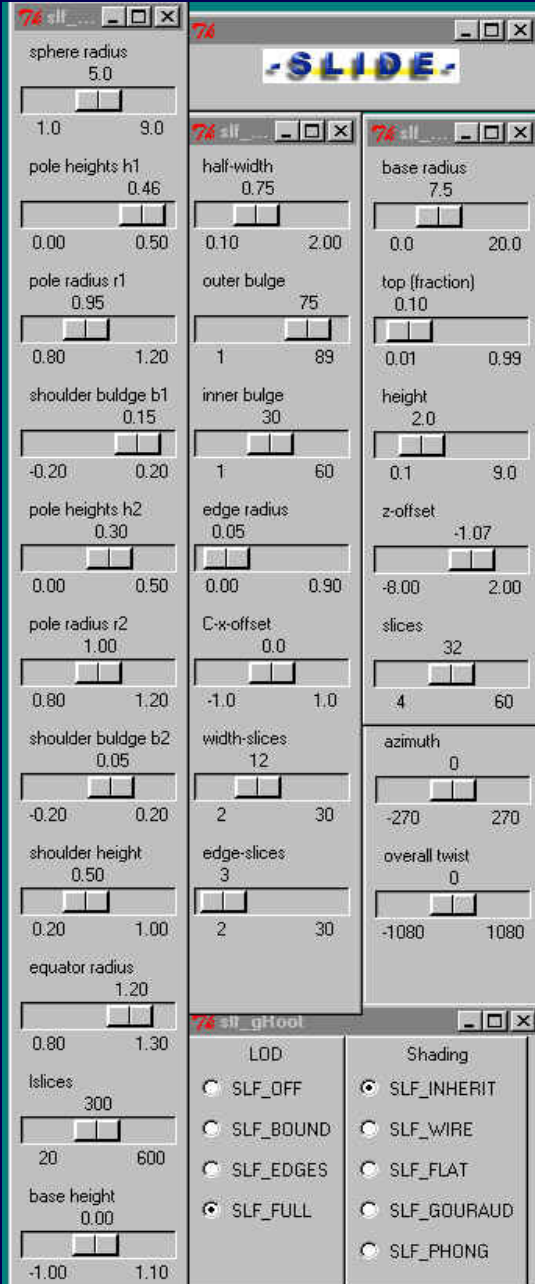 slf_...
sphere radius
5.0
1.0 9.0
pole heights h1
0.46
0.00 0.50
pole radius r1
0.95
0.80 1.20
shoulder buldge b1
0.15
-0.20 0.20
pole heights h2
0.30
0.00 0.50
pole radius r2
1.00
0.80 1.20
shoulder buldge b2
0.05
-0.20 0.20
shoulder height
0.50
0.20 1.00
equator radius
1.20
0.80 1.30
lslices
300
20 600
base height
0.00
-1.00 1.10
-SLIDE-
slf_...
half-width
0.75
0.10 2.00
outer bulge
75
1 89
inner bulge
30
1 60
edge radius
0.05
0.00 0.90
C-x-offset
0.0
-1.0 1.0
width-slices
12
2 30
edge-slices
3
2 30
slf_...
base radius
7.5
0.0 20.0
top (fraction)
0.10
0.01 0.99
height
2.0
0.1 9.0
z-offset
-1.07
-8.00 2.00
slices
32
4 60
azimuth
0
-270 270
overall twist
0
-1080 1080
slf_gRoot
LOD
SLF_OFF
SLF_BOUND
SLF_EDGES
SLF_FULL
Shading
SLF_INHERIT
SLF_WIRE
SLF_FLAT
SLF_GOURAUD
SLF_PHONG